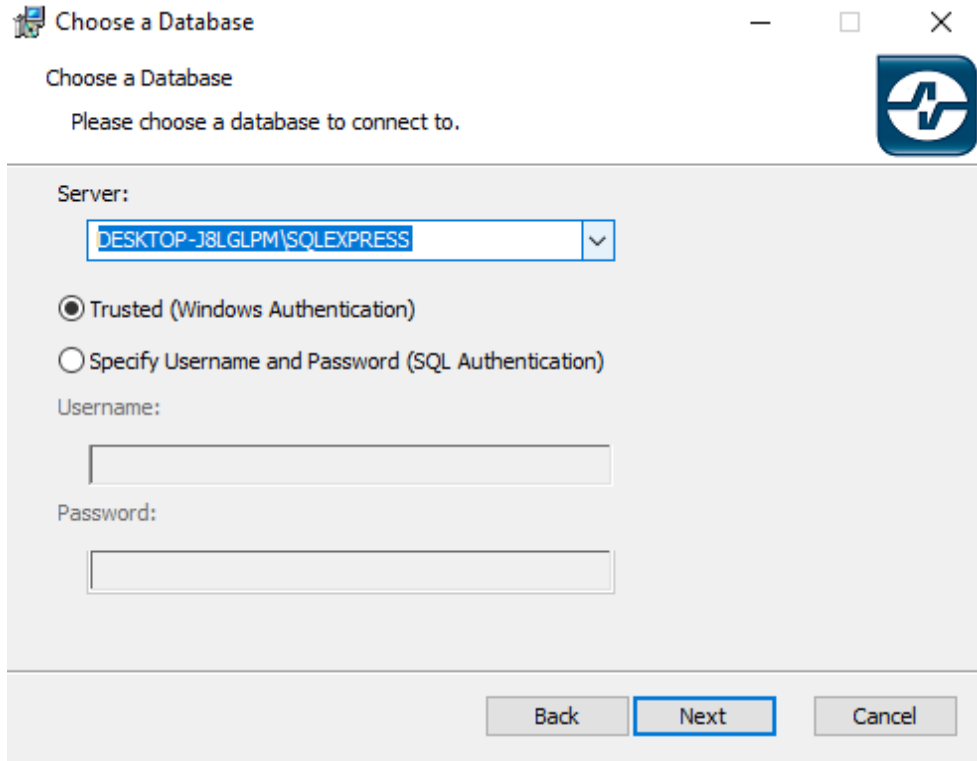 Choose a Database
Choose a Database
Please choose a database to connect to.
Server:
DESKTOP-J8LGLPM\SQLEXPRESS
Trusted (Windows Authentication)
Specify Username and Password (SQL Authentication)
Username:
Password:
Back Next Cancel